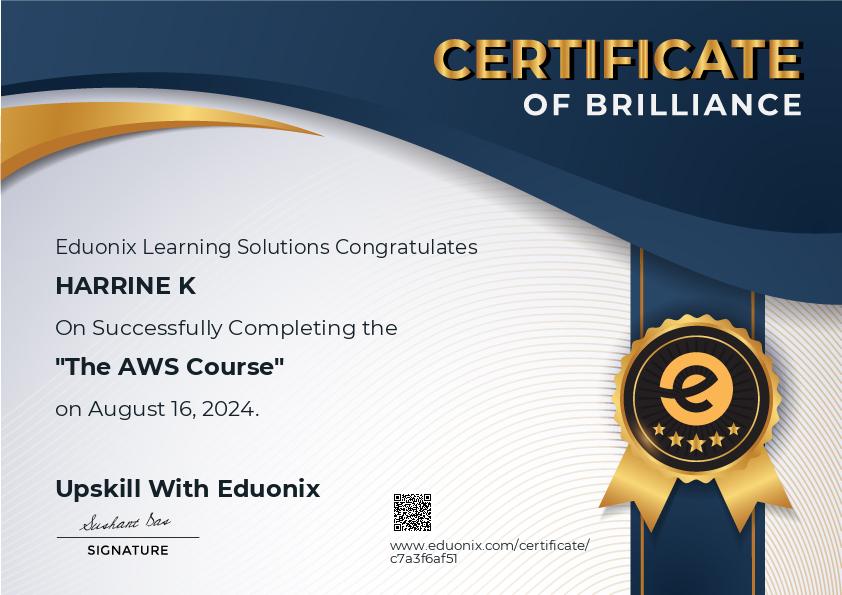 CERTIFICATE
OF BRILLIANCE
Eduonix Learning Solutions Congratulates
HARRINE K
On Successfully Completing the
"The AWS Course"
on August 16, 2024.
Upskill With Eduonix
Sushant Das
SIGNATURE
www.eduonix.com/certificate/
c7a3f6af51
e